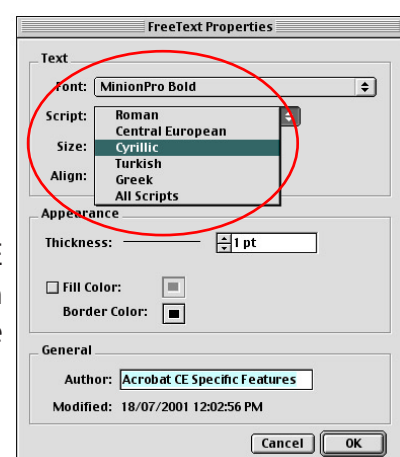 FreeText Properties
Text
Font: MinionPro Bold
Script:
Roman
Central European
Cyrillic
Turkish
Greek
All Scripts
Size:
Align:
Appearance
Thickness: 1 pt
Fill Color:
Border Color:
General
Author: Acrobat CE Specific Features
Modified: 18/07/2001 12:02:56 PM
Cancel OK